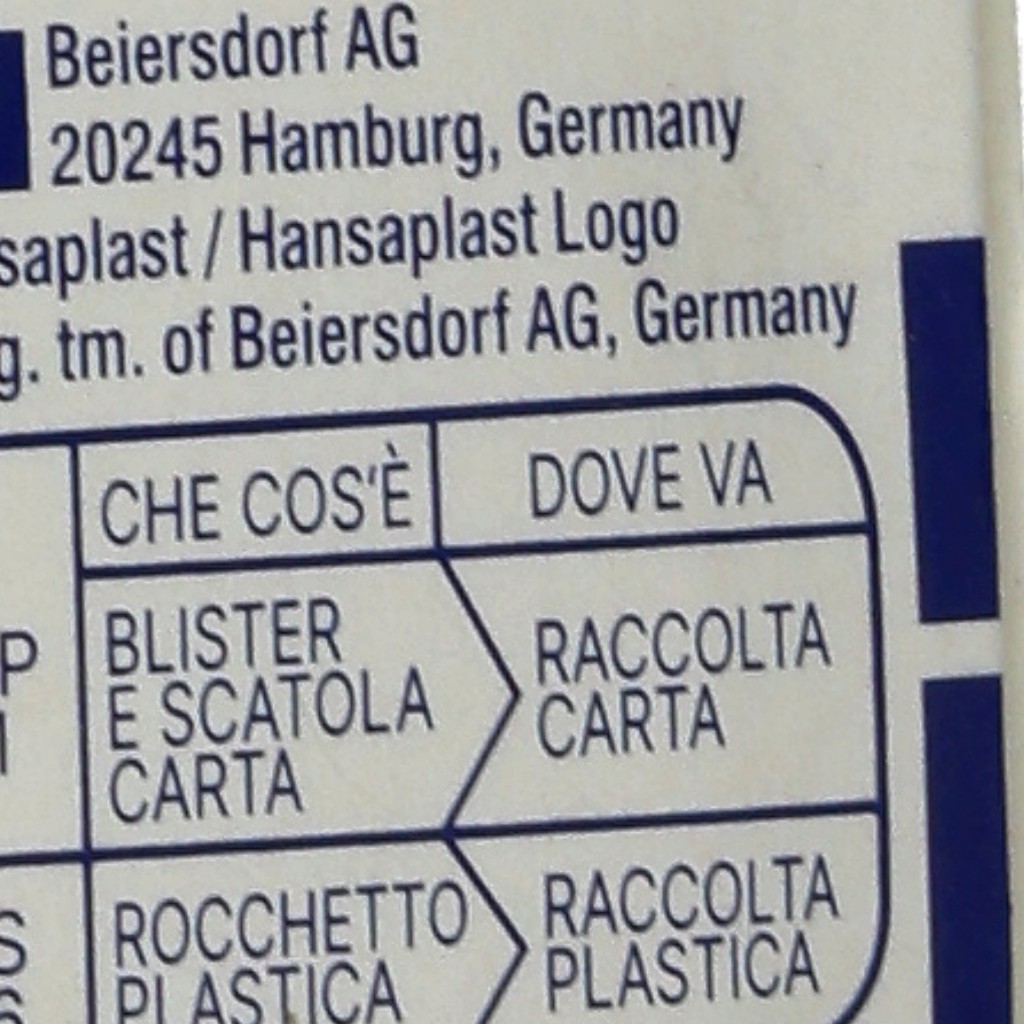 Beiersdorf AG
20245 Hamburg, Germany
saplast / Hansaplast Logo
g. tm. of Beiersdorf AG, Germany
CHE COS'È
DOVE VA
P
BLISTER
E SCATOLA
CARTA
RACCOLTA
CARTA
S
ROCCHETTO
PLASTICA
RACCOLTA
PLASTICA